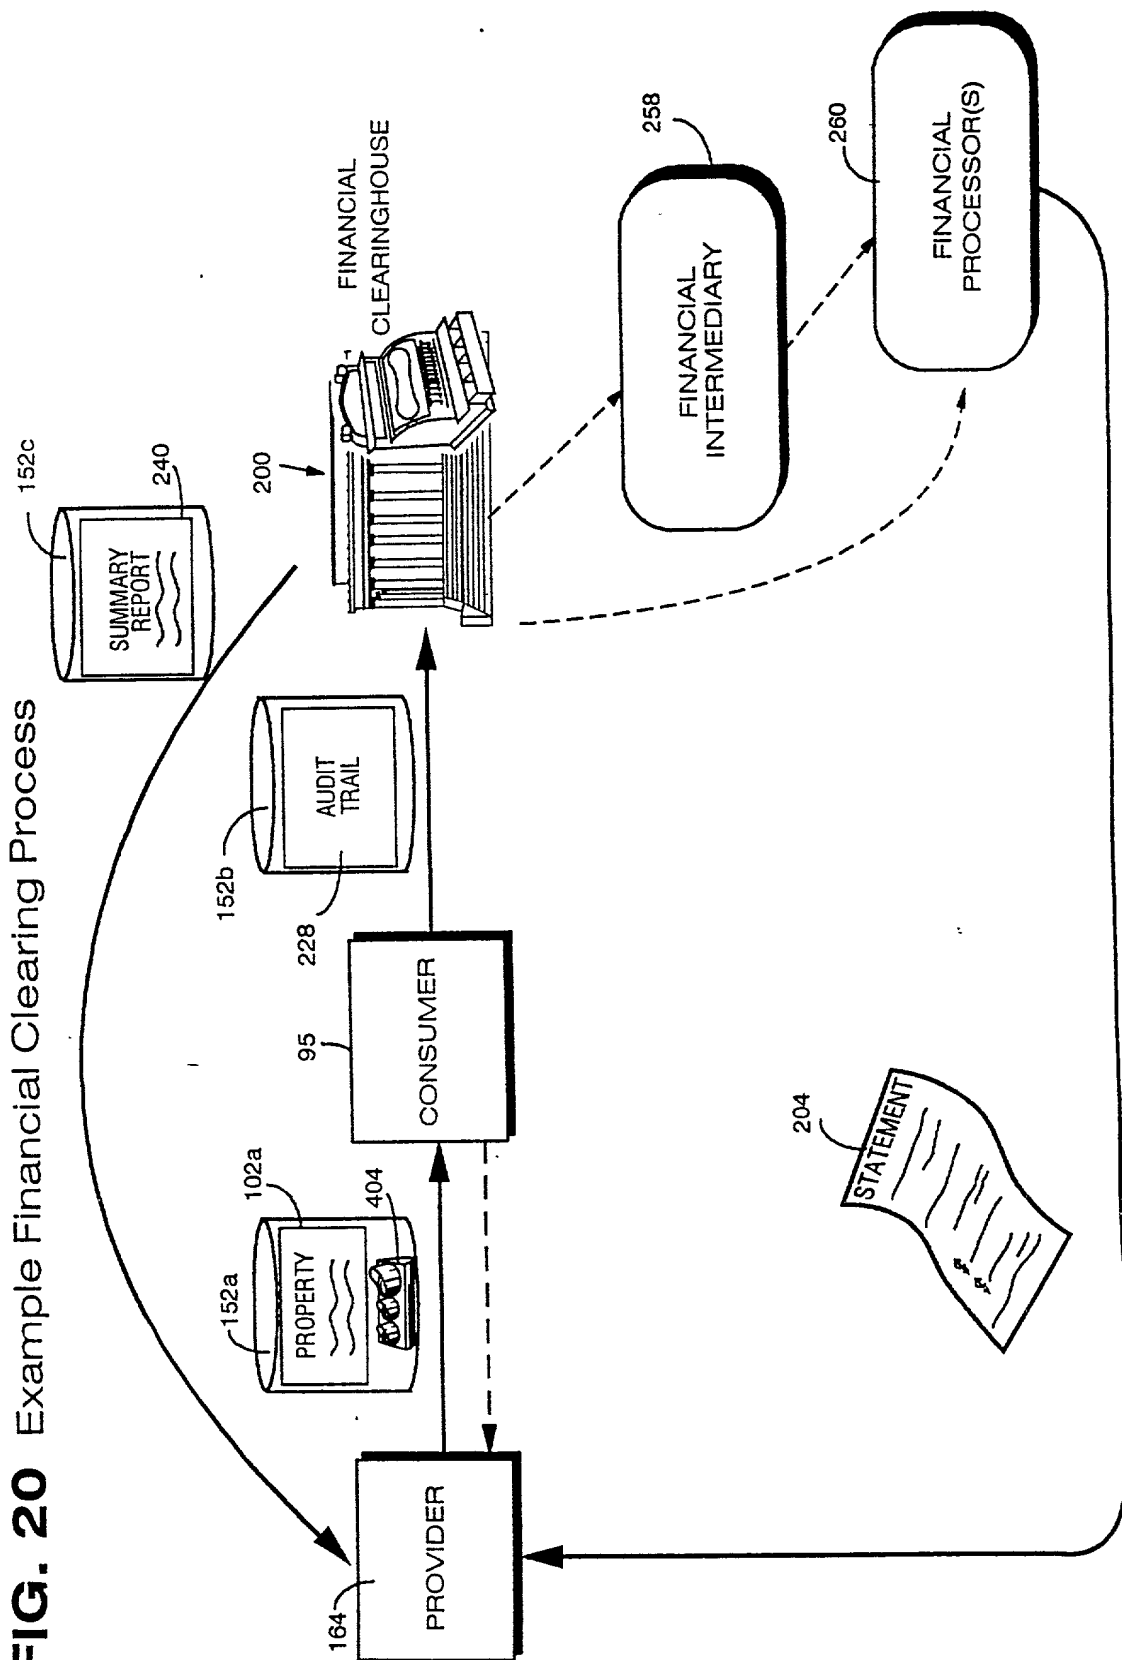 FIG. 20 Example Financial Clearing Process
152c
SUMMARY
REPORT
240
152b
AUDIT
TRAIL
228
200
FINANCIAL
CLEARINGHOUSE
152a
PROPERTY
102a
404
95
CONSUMER
164
PROVIDER
FINANCIAL
INTERMEDIARY
258
FINANCIAL
PROCESSOR(S)
260
204
STATEMENT